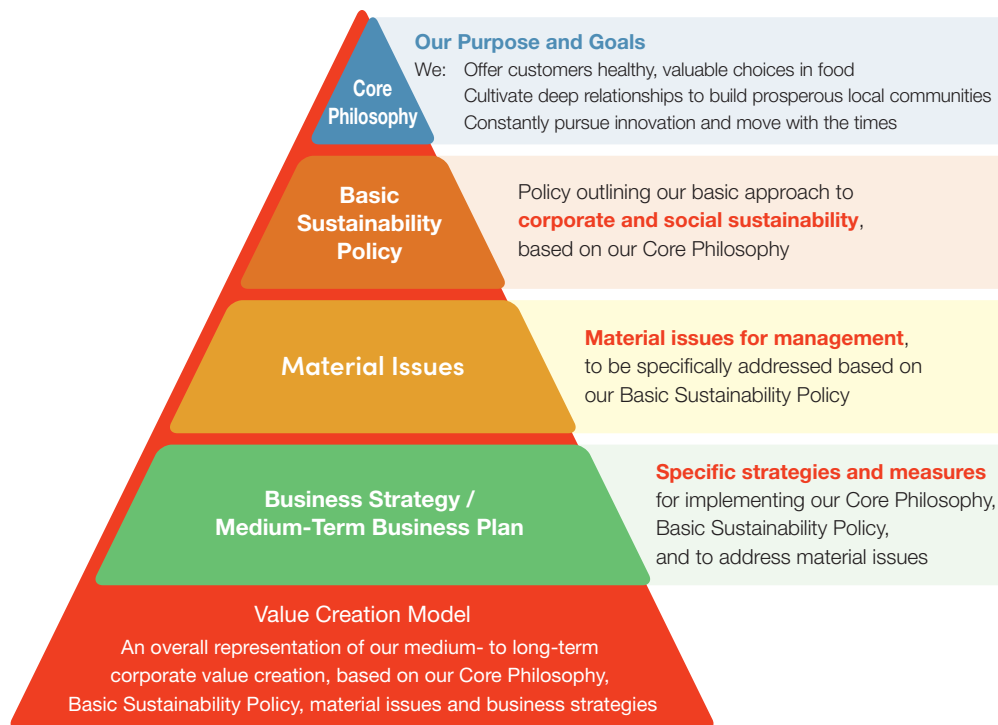 Core
Philosophy
Our Purpose and Goals
We: Offer customers healthy, valuable choices in food
Cultivate deep relationships to build prosperous local communities
Constantly pursue innovation and move with the times
Basic
Sustainability
Policy
Policy outlining our basic approach to
corporate and social sustainability,
based on our Core Philosophy
Material Issues
Material issues for management,
to be specifically addressed based on
our Basic Sustainability Policy
Business Strategy /
Medium-Term Business Plan
Specific strategies and measures
for implementing our Core Philosophy,
Basic Sustainability Policy,
and to address material issues
Value Creation Model
An overall representation of our medium- to long-term
corporate value creation, based on our Core Philosophy,
Basic Sustainability Policy, material issues and business strategies